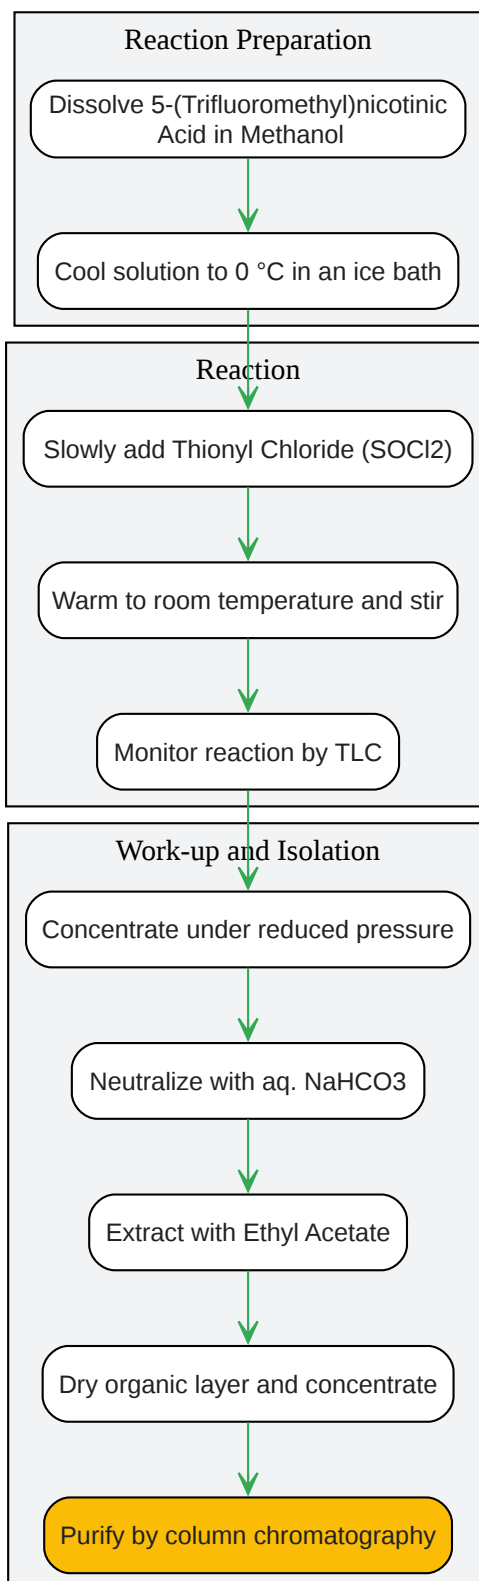 Reaction Preparation
Dissolve 5-(Trifluoromethyl)nicotinic
Acid in Methanol
Cool solution to 0 °C in an ice bath
Reaction
Slowly add Thionyl Chloride (SOCl2)
Warm to room temperature and stir
Monitor reaction by TLC
Work-up and Isolation
Concentrate under reduced pressure
Neutralize with aq. NaHCO3
Extract with Ethyl Acetate
Dry organic layer and concentrate
Purify by column chromatography